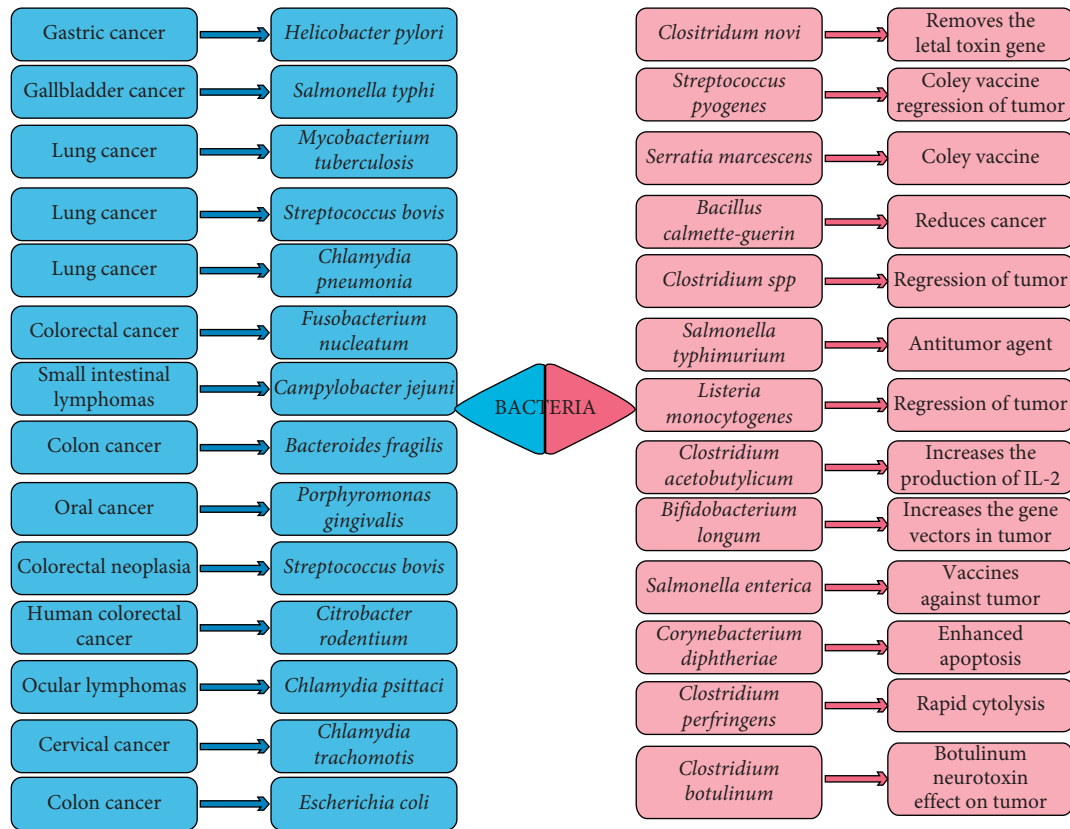 Gastric cancer
Helicobacter pylori
Gallbladder cancer
Salmonella typhi
Lung cancer
Mycobacterium
tuberculosis
Lung cancer
Streptococcus bovis
Lung cancer
Chlamydia
pneumonia
Colorectal cancer
Fusobacterium
nucleatum
Small intestinal
lymphomas
Campylobacter jejuni
Colon cancer
Bacteroides fragilis
Oral cancer
Porphyromonas
gingivalis
Colorectal neoplasia
Streptococcus bovis
Human colorectal
cancer
Citrobacter
rodentium
Ocular lymphomas
Chlamydia psittaci
Cervical cancer
Chlamydia
trachomotis
Colon cancer
Escherichia coli
BACTERIA
Clositridum novi
Removes the
letal toxin gene
Streptococcus
pyogenes
Coley vaccine
regression of tumor
Serratia marcescens
Coley vaccine
Bacillus
calmette-guerin
Reduces cancer
Clostridium spp
Regression of tumor
Salmonella
typhimurium
Antitumor agent
Listeria
monocytogenes
Regression of tumor
Clostridium
acetobutylicum
Increases the
production of IL-2
Bifidobacterium
longum
Increases the gene
vectors in tumor
Salmonella enterica
Vaccines
against tumor
Corynebacterium
diphtheriae
Enhanced
apoptosis
Clostridium
perfringens
Rapid cytolysis
Clostridium
botulinum
Botulinum
neurotoxin
effect on tumor